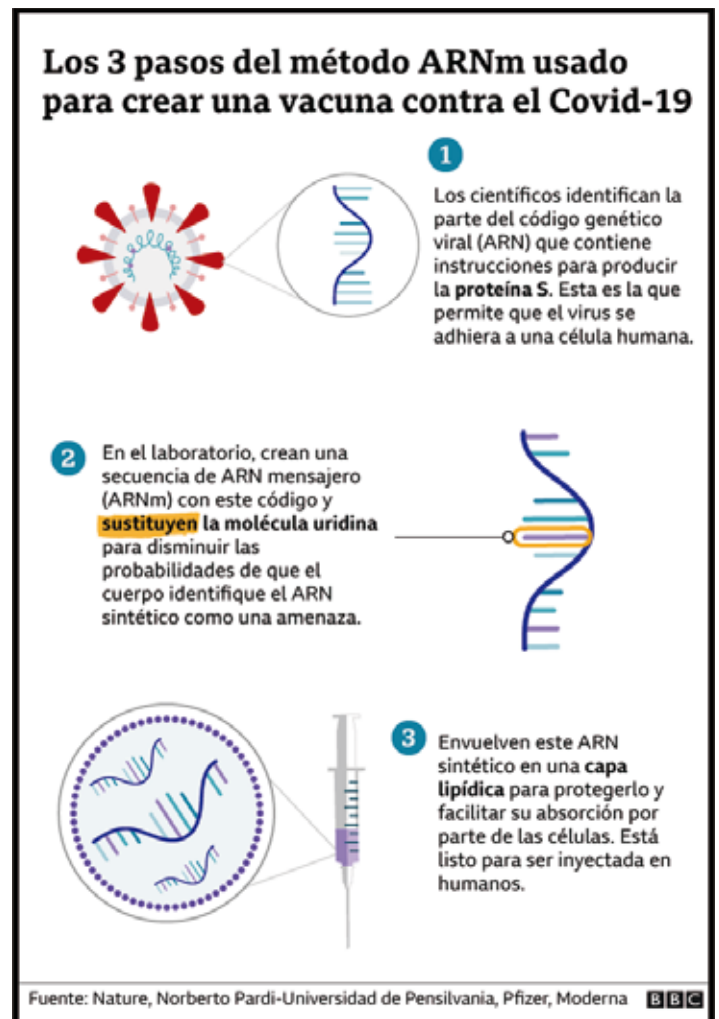 Los 3 pasos del método ARNm usado
para crear una vacuna contra el Covid-19
1
Los científicos identifican la
parte del código genético
viral (ARN) que contiene
instrucciones para producir
la proteína S. Esta es la que
permite que el virus se
adhiera a una célula humana.
2
En el laboratorio, crean una
secuencia de ARN mensajero
(ARNm) con este código y
sustituyen la molécula uridina
para disminuir las
probabilidades de que el
cuerpo identifique el ARN
sintético como una amenaza.
3
Envuelven este ARN
sintético en una capa
lipídica para protegerlo y
facilitar su absorción por
parte de las células. Está
listo para ser inyectada en
humanos.
Fuente: Nature, Norberto Pardi-Universidad de Pensilvania, Pfizer, Moderna BBC